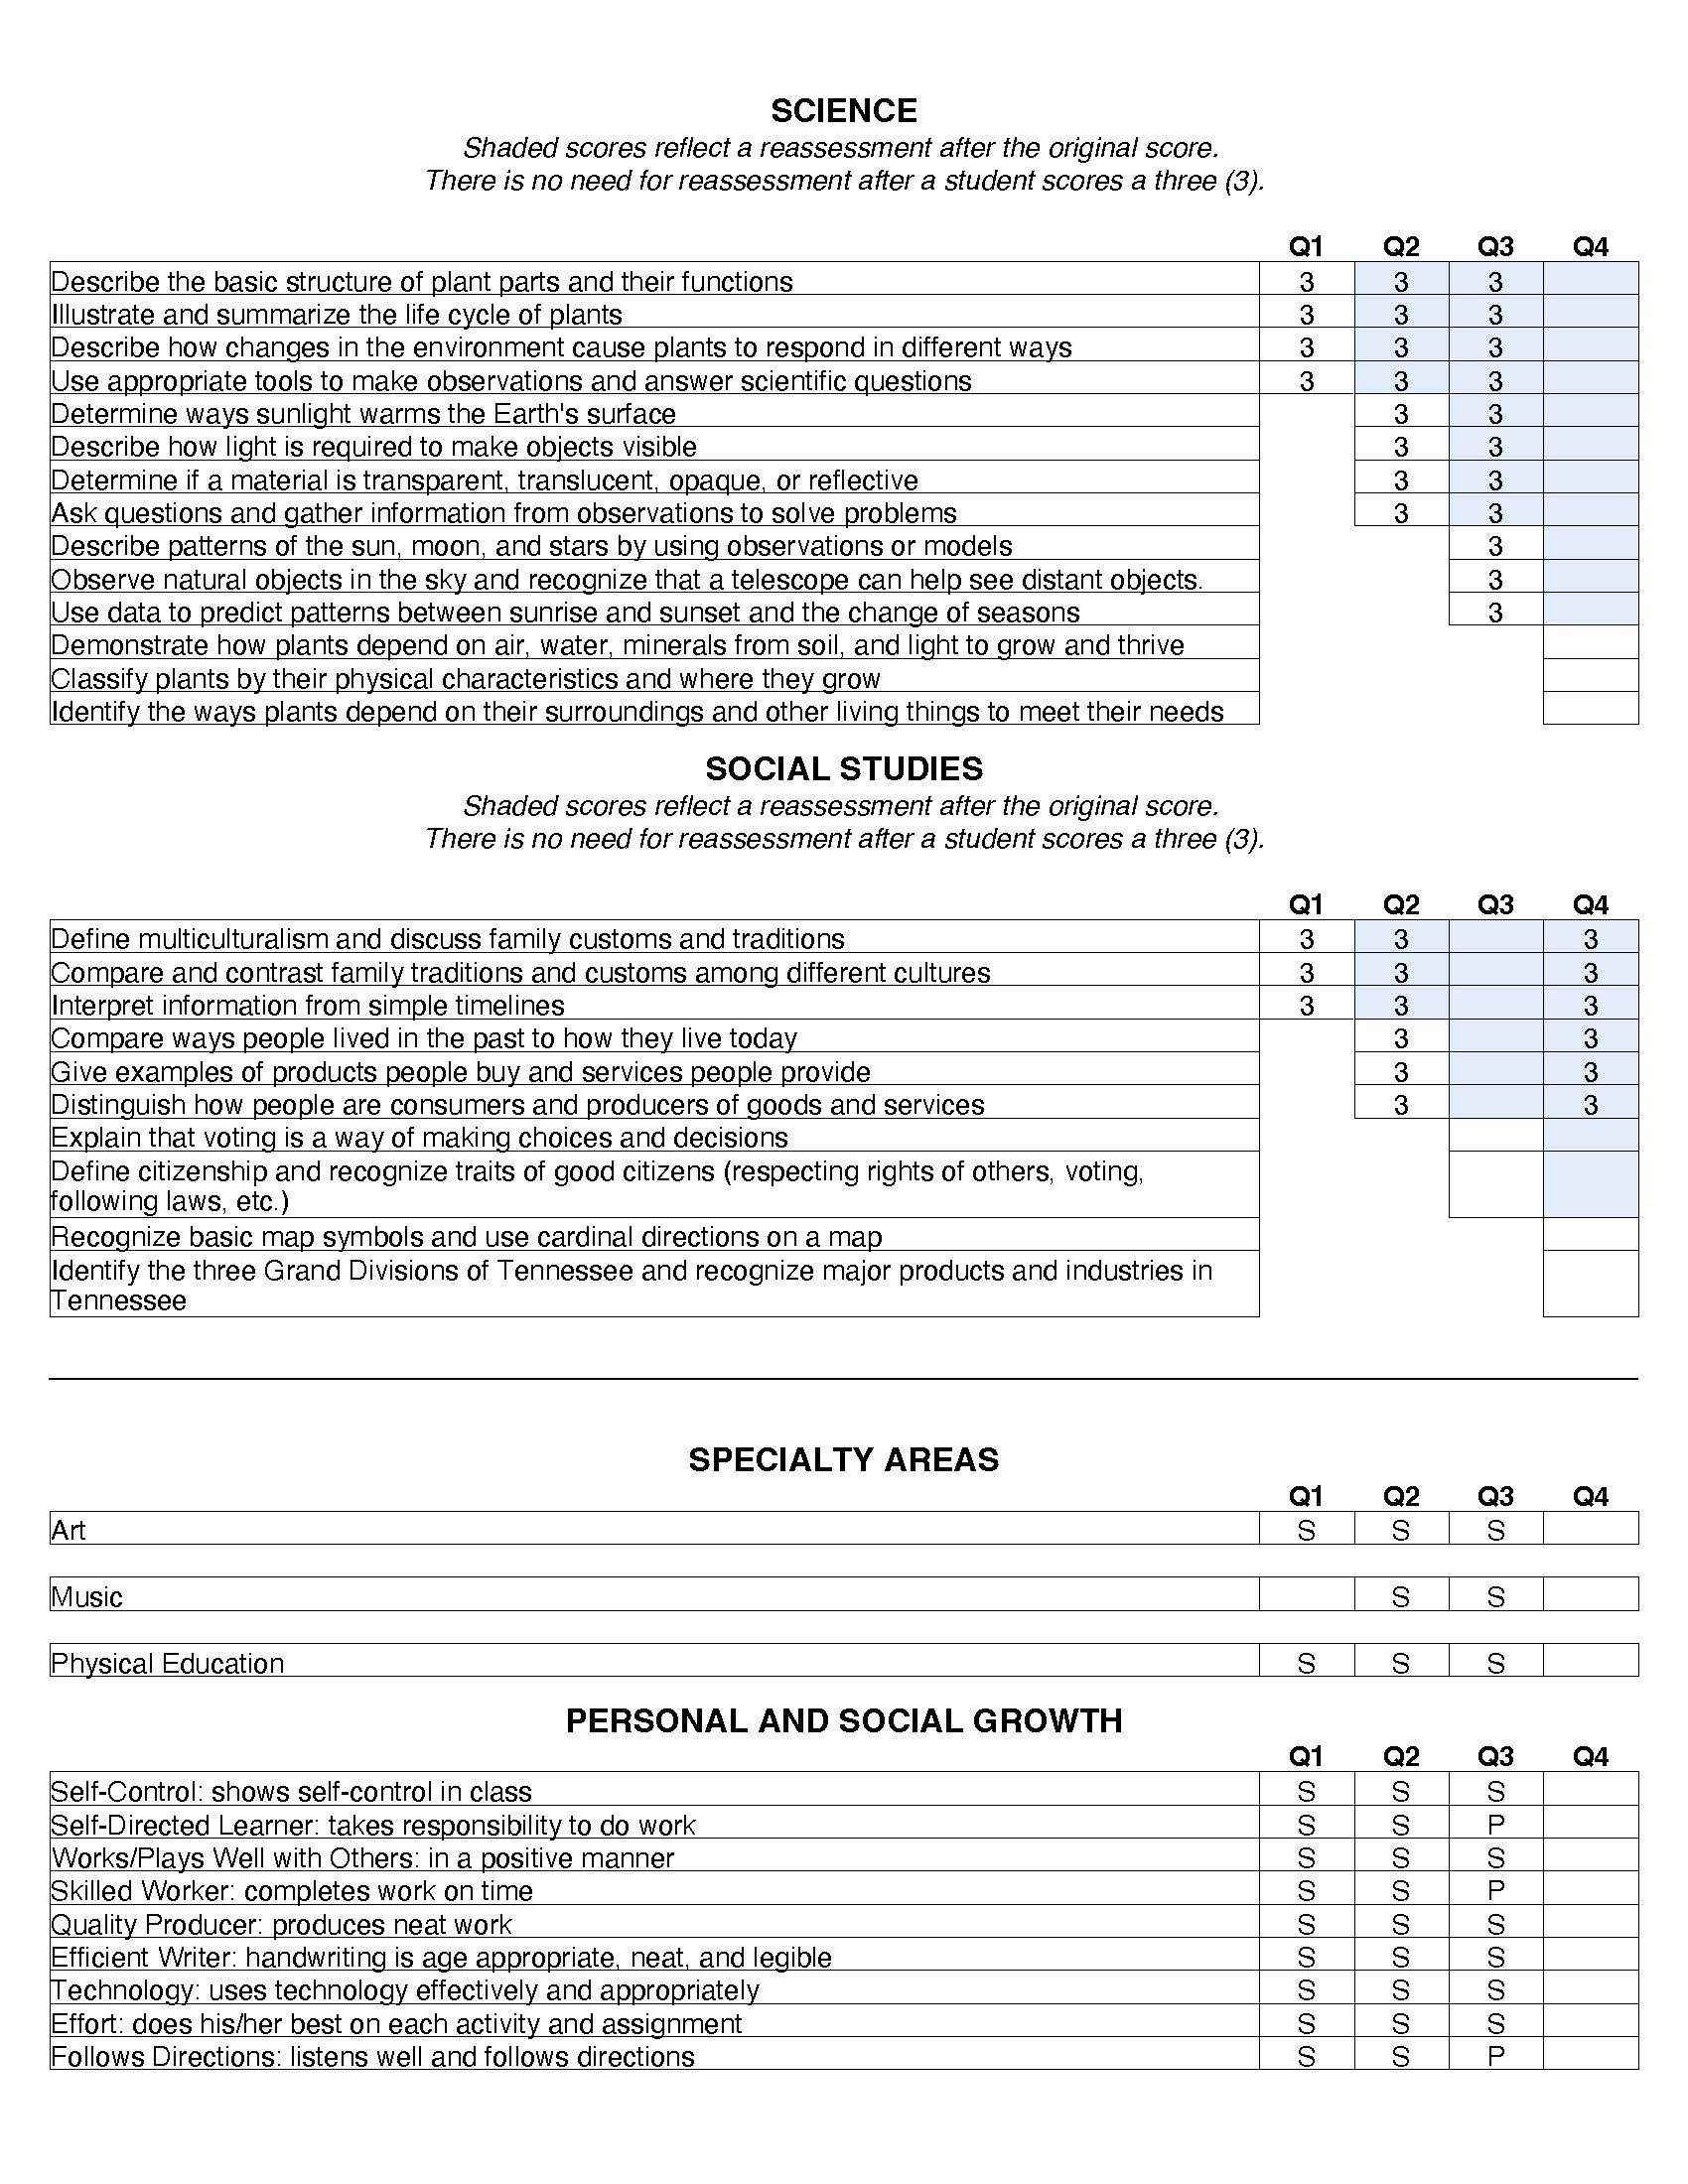 SCIENCE
Shaded scores reflect a reassessment after the original score.
There is no need for reassessment after a student scores a three (3).
Q1 Q2 Q3 Q4
Describe the basic structure of plant parts and their functions 3 3 3
Illustrate and summarize the life cycle of plants 3 3 3
Describe how changes in the environment cause plants to respond in different ways 3 3 3
Use appropriate tools to make observations and answer scientific questions 3 3 3
Determine ways sunlight warms the Earth's surface 3 3
Describe how light is required to make objects visible 3 3
Determine if a material is transparent, translucent, opaque, or reflective 3 3
Ask questions and gather information from observations to solve problems 3 3
Describe patterns of the sun, moon, and stars by using observations or models 3
Observe natural objects in the sky and recognize that a telescope can help see distant objects. 3
Use data to predict patterns between sunrise and sunset and the change of seasons 3
Demonstrate how plants depend on air, water, minerals from soil, and light to grow and thrive
Classify plants by their physical characteristics and where they grow
Identify the ways plants depend on their surroundings and other living things to meet their needs
SOCIAL STUDIES
Shaded scores reflect a reassessment after the original score.
There is no need for reassessment after a student scores a three (3).
Q1 Q2 Q3 Q4
Define multiculturalism and discuss family customs and traditions 3 3 3
Compare and contrast family traditions and customs among different cultures 3 3 3
Interpret information from simple timelines 3 3 3
Compare ways people lived in the past to how they live today 3 3
Give examples of products people buy and services people provide 3 3
Distinguish how people are consumers and producers of goods and services 3 3
Explain that voting is a way of making choices and decisions
Define citizenship and recognize traits of good citizens (respecting rights of others, voting,
following laws, etc.)
Recognize basic map symbols and use cardinal directions on a map
Identify the three Grand Divisions of Tennessee and recognize major products and industries in
Tennessee
SPECIALTY AREAS
Q1 Q2 Q3 Q4
Art S S S
Music S S
Physical Education S S S
PERSONAL AND SOCIAL GROWTH
Q1 Q2 Q3 Q4
Self-Control: shows self-control in class S S S
Self-Directed Learner: takes responsibility to do work S S P
Works/Plays Well with Others: in a positive manner S S S
Skilled Worker: completes work on time S S P
Quality Producer: produces neat work S S S
Efficient Writer: handwriting is age appropriate, neat, and legible S S S
Technology: uses technology effectively and appropriately S S S
Effort: does his/her best on each activity and assignment S S S
Follows Directions: listens well and follows directions S S P